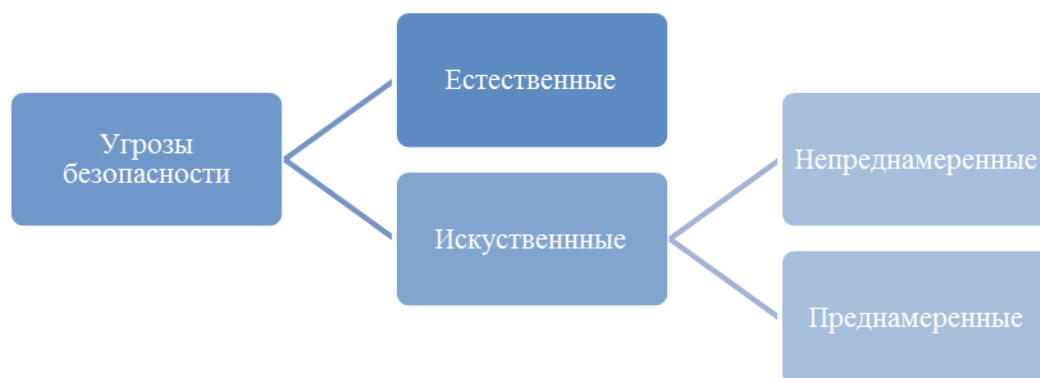 Угрозы
безопасности
Естественные
Искуственнные
Непреднамеренные
Преднамеренные